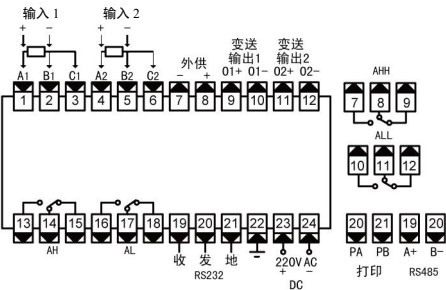 输入 1 输入 2
+ − + −
A1 B1 C1 A2 B2 C2
外供
− +
变送
输出1
01+ 01−
变送
输出2
02+ 02−
1 2 3 4 5 6 7 8 9 10 11 12
AHH
7 8 9
ALL
10 11 12
13 14 15 16 17 18 19 20 21 22 23 24
AH AL
收 发 地
RS232
220V AC
+ −
DC
20 21 19 20
PA PB A+ B−
打印 RS485